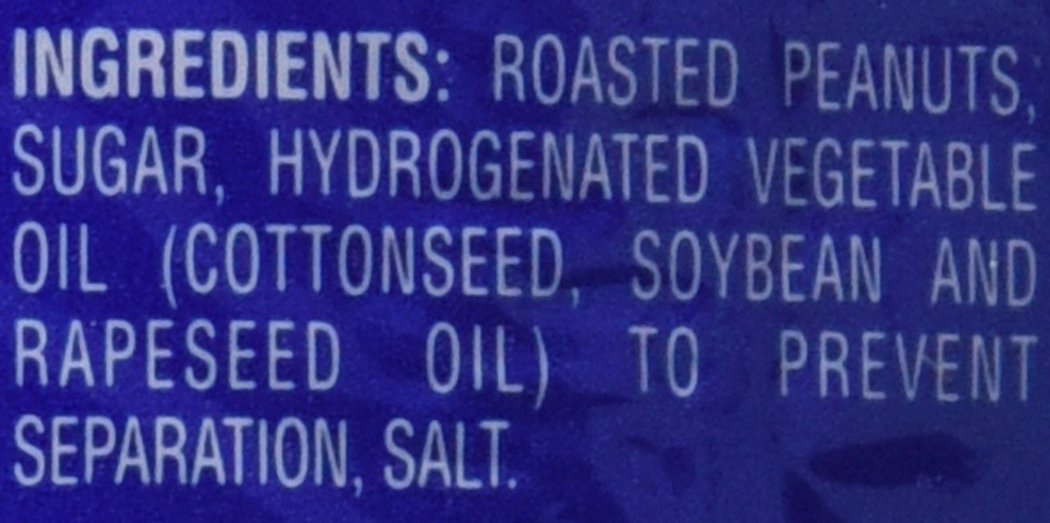 INGREDIENTS: ROASTED PEANUTS,
SUGAR, HYDROGENATED VEGETABLE
OIL (COTTONSEED, SOYBEAN AND
RAPESEED OIL) TO PREVENT
SEPARATION, SALT.